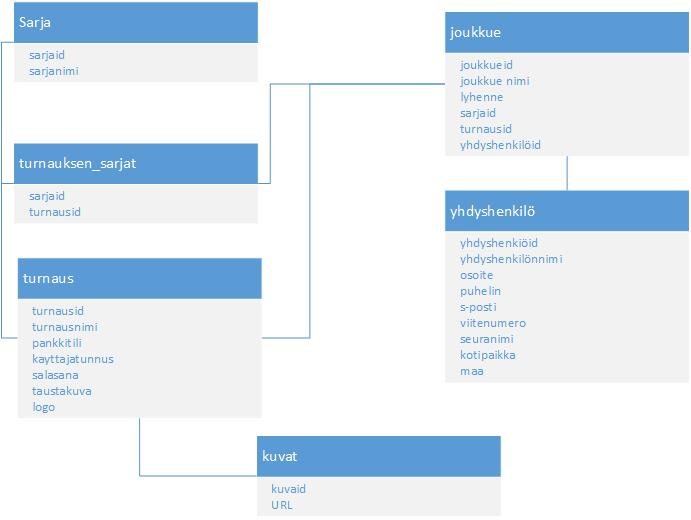 Sarja
sarjaid
sarjanimi
turnauksen_sarjat
sarjaid
turnausid
turnaus
turnausid
turnausnimi
pankkitili
kayttajatunnus
salasana
taustakuva
logo
joukkue
joukkueid
joukkue nimi
lyhenne
sarjaid
turnausid
yhdyshenkilöid
yhdyshenkilö
yhdyshenkiöid
yhdyshenkilönnimi
osoite
puhelin
s-posti
viitenumero
seuranimi
kotipaikka
maa
kuvat
kuvaid
URL